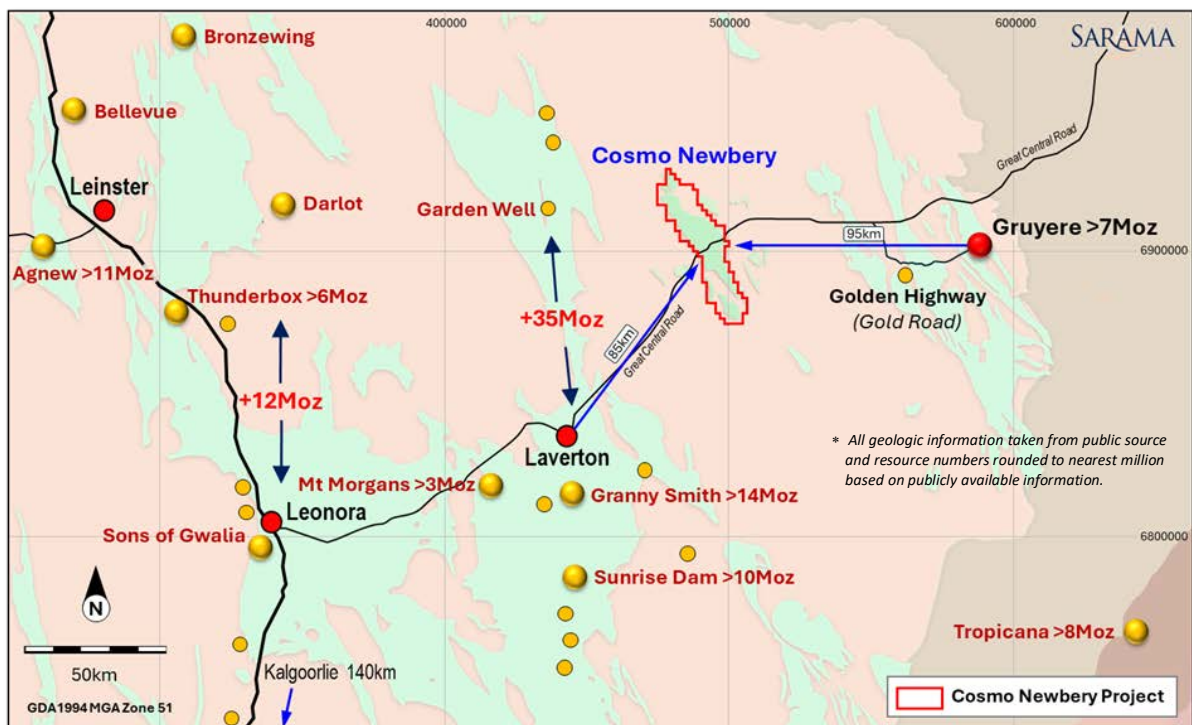 400000
500000
600000
SARAMA
Bronzewing
Bellevue
Great Central Road
Cosmo Newbery
Leinster
Darlot
Garden Well
95km
Gruyere >7Moz
6900000
Agnew >11Moz
Thunderbox >6Moz
Golden Highway
(Gold Road)
+35Moz
85km
Great Central Road
+12Moz
* All geologic information taken from public source
and resource numbers rounded to nearest million
based on publicly available information.
Laverton
Mt Morgans >3Moz
Granny Smith >14Moz
Leonora
Sons of Gwalia
6800000
Sunrise Dam >10Moz
N
Tropicana >8Moz
50km
Kalgoorlie 140km
GDA1994 MGA Zone 51
Cosmo Newbery Project